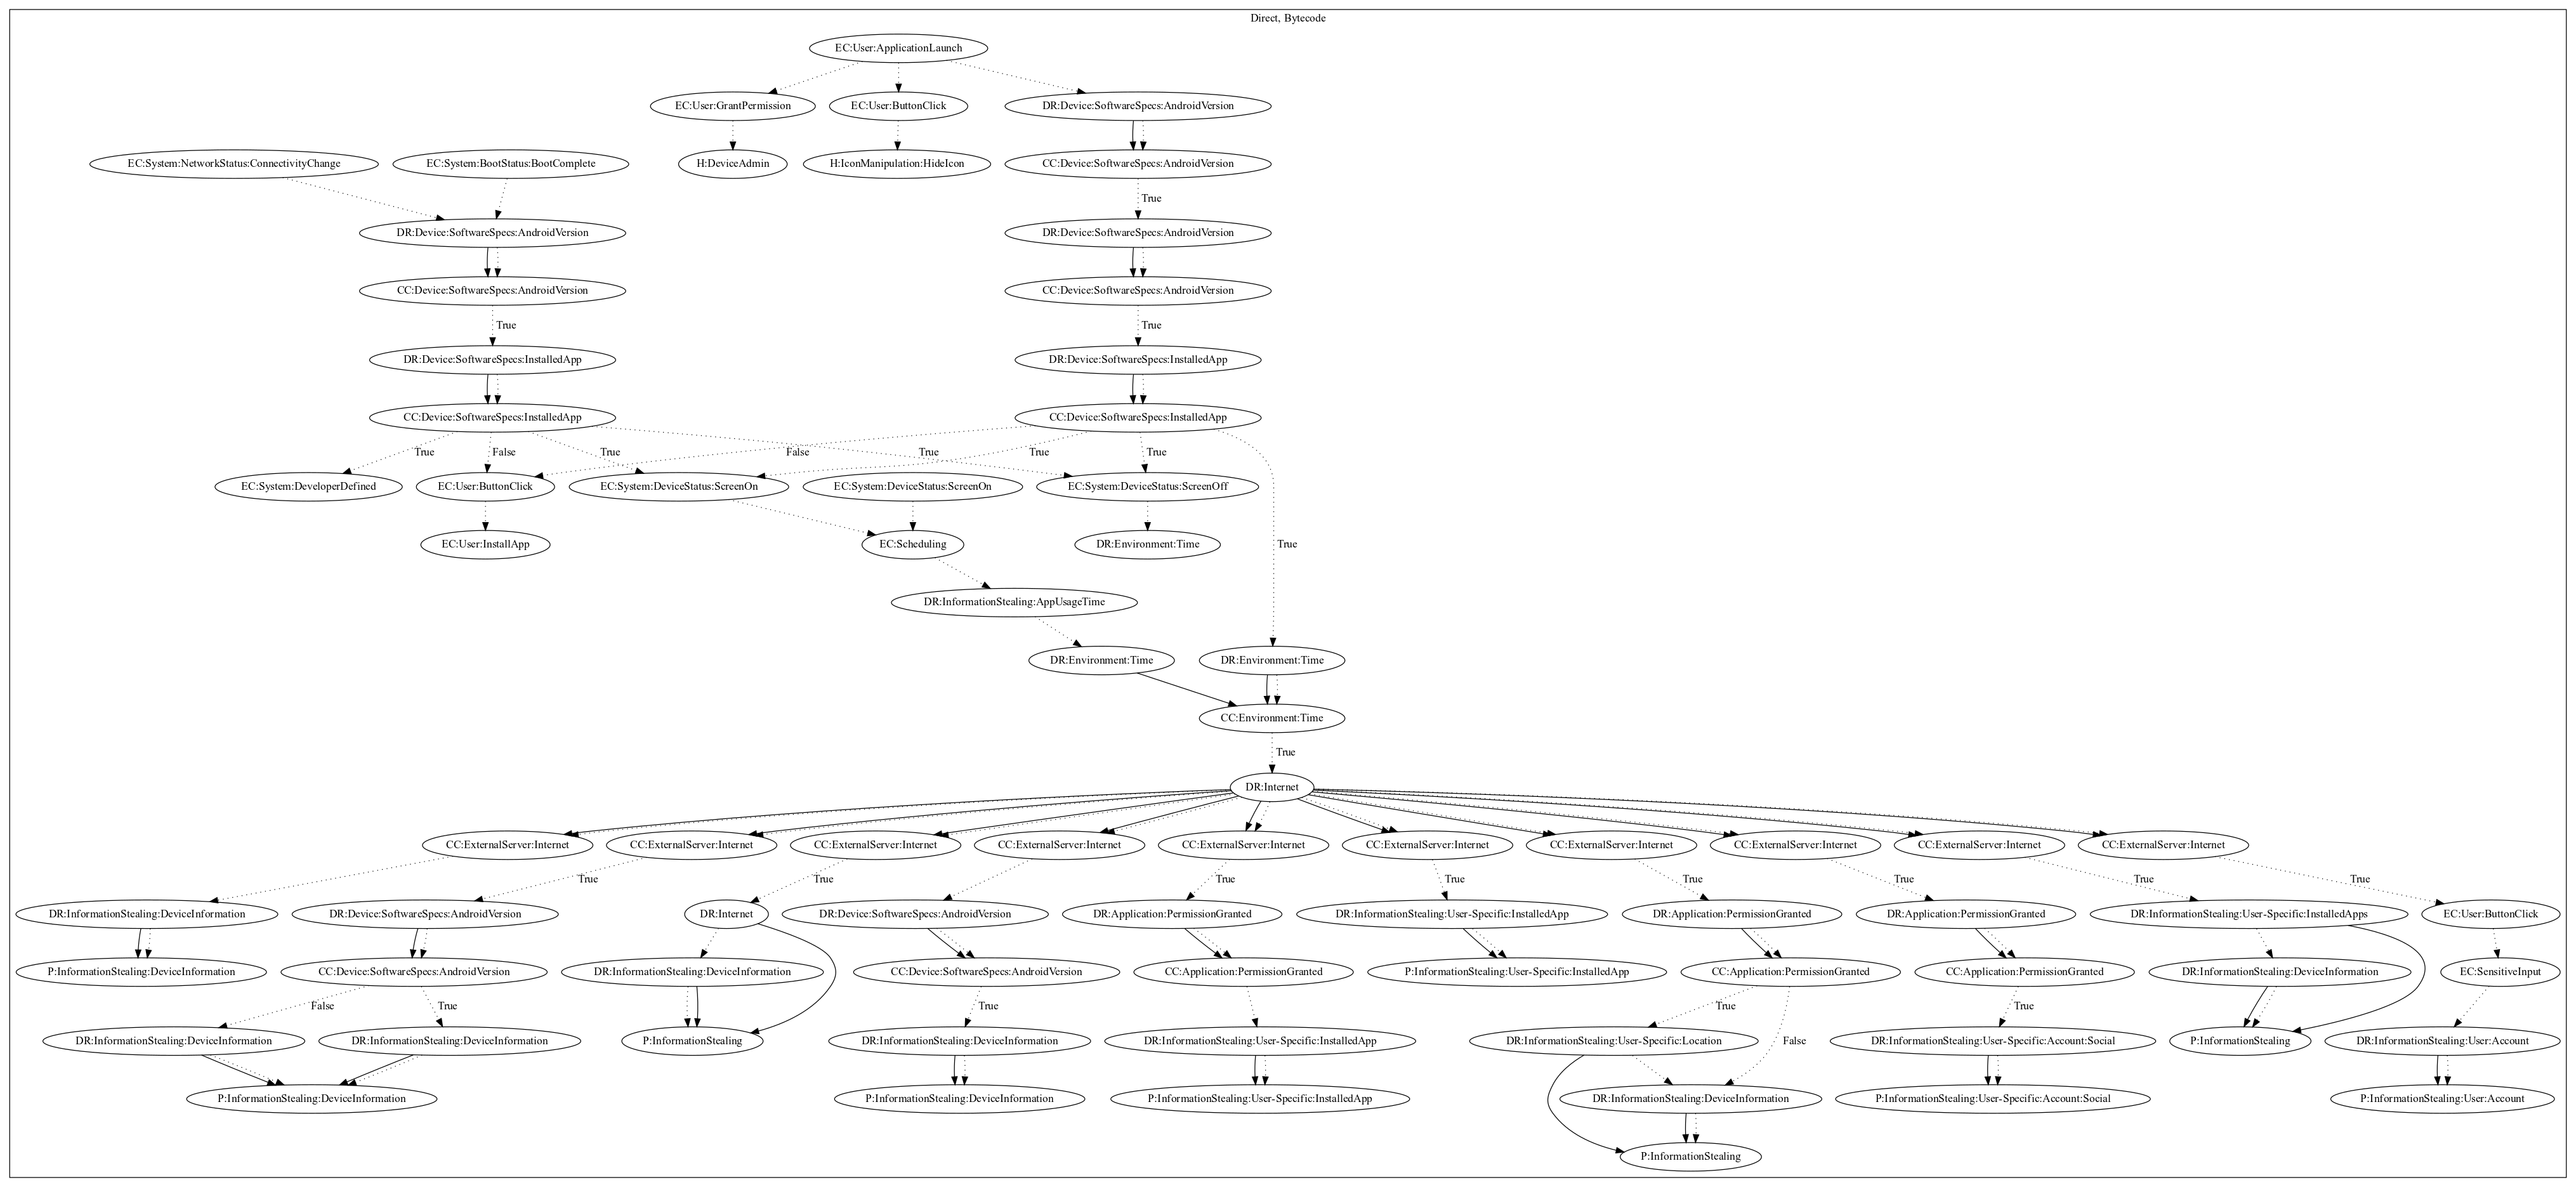 Direct, Bytecode
EC:User:ApplicationLaunch
EC:User:GrantPermission
EC:User:ButtonClick
DR:Device:SoftwareSpecs:AndroidVersion
EC:System:NetworkStatus:ConnectivityChange
EC:System:BootStatus:BootComplete
H:DeviceAdmin
H:IconManipulation:HideIcon
CC:Device:SoftwareSpecs:AndroidVersion
True
DR:Device:SoftwareSpecs:AndroidVersion
DR:Device:SoftwareSpecs:AndroidVersion
CC:Device:SoftwareSpecs:AndroidVersion
CC:Device:SoftwareSpecs:AndroidVersion
True
True
DR:Device:SoftwareSpecs:InstalledApp
DR:Device:SoftwareSpecs:InstalledApp
CC:Device:SoftwareSpecs:InstalledApp
CC:Device:SoftwareSpecs:InstalledApp
True
False
True
False
True
True
True
EC:System:DeveloperDefined
EC:User:ButtonClick
EC:System:DeviceStatus:ScreenOn
EC:System:DeviceStatus:ScreenOn
EC:System:DeviceStatus:ScreenOff
EC:User:InstallApp
EC:Scheduling
DR:Environment:Time
True
DR:InformationStealing:AppUsageTime
DR:Environment:Time
DR:Environment:Time
CC:Environment:Time
True
DR:Internet
CC:ExternalServer:Internet
CC:ExternalServer:Internet
CC:ExternalServer:Internet
CC:ExternalServer:Internet
CC:ExternalServer:Internet
CC:ExternalServer:Internet
CC:ExternalServer:Internet
CC:ExternalServer:Internet
CC:ExternalServer:Internet
CC:ExternalServer:Internet
True
True
True
True
True
True
True
True
DR:InformationStealing:DeviceInformation
DR:Device:SoftwareSpecs:AndroidVersion
DR:Internet
DR:Device:SoftwareSpecs:AndroidVersion
DR:Application:PermissionGranted
DR:InformationStealing:User-Specific:InstalledApp
DR:Application:PermissionGranted
DR:Application:PermissionGranted
DR:InformationStealing:User-Specific:InstalledApps
EC:User:ButtonClick
P:InformationStealing:DeviceInformation
CC:Device:SoftwareSpecs:AndroidVersion
DR:InformationStealing:DeviceInformation
CC:Device:SoftwareSpecs:AndroidVersion
CC:Application:PermissionGranted
P:InformationStealing:User-Specific:InstalledApp
CC:Application:PermissionGranted
CC:Application:PermissionGranted
DR:InformationStealing:DeviceInformation
EC:SensitiveInput
False
True
True
True
True
DR:InformationStealing:DeviceInformation
DR:InformationStealing:DeviceInformation
P:InformationStealing
DR:InformationStealing:DeviceInformation
DR:InformationStealing:User-Specific:InstalledApp
DR:InformationStealing:User-Specific:Location
False
DR:InformationStealing:User-Specific:Account:Social
P:InformationStealing
DR:InformationStealing:User:Account
P:InformationStealing:DeviceInformation
P:InformationStealing:DeviceInformation
P:InformationStealing:User-Specific:InstalledApp
DR:InformationStealing:DeviceInformation
P:InformationStealing:User-Specific:Account:Social
P:InformationStealing:User:Account
P:InformationStealing